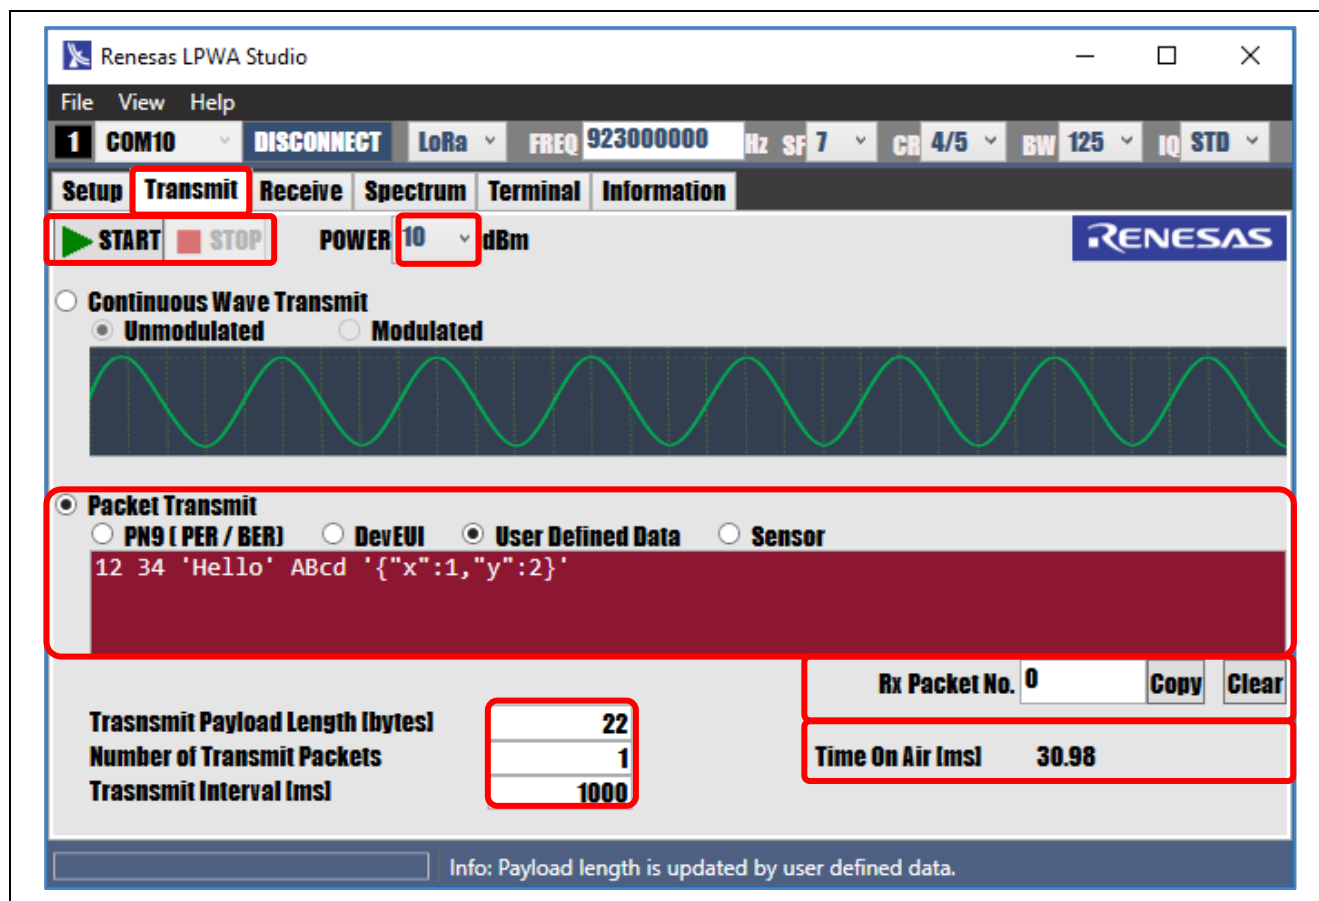 Renesas LPWA Studio
File View Help
1 COM10 DISCONNECT LoRa FREQ 923000000 Hz SF 7 CR 4/5 BW 125 IQ STD
Setup Transmit Receive Spectrum Terminal Information
START STOP POWER 10 dBm RENESAS
Continuous Wave Transmit
Unmodulated Modulated
Packet Transmit
PN9 ( PER / BER) DevEUI User Defined Data Sensor
12 34 'Hello' ABcd '{"x":1,"y":2}'
Rx Packet No. 0 Copy Clear
Trasnsmit Payload Length [bytes] 22
Number of Transmit Packets 1
Time On Air [ms] 30.98
Trasnsmit Interval [ms] 1000
Info: Payload length is updated by user defined data.